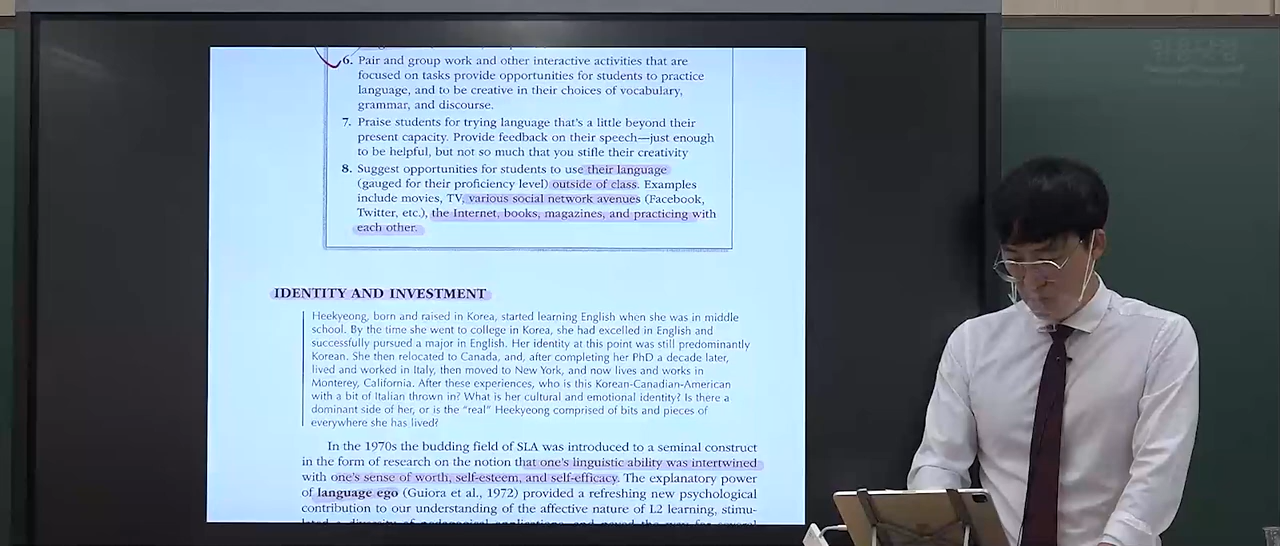 임용닷컴
6. Pair and group work and other interactive activities that are
focused on tasks provide opportunities for students to practice
language, and to be creative in their choices of vocabulary,
grammar, and discourse.
7. Praise students for trying language that's a little beyond their
present capacity. Provide feedback on their speech—just enough
to be helpful, but not so much that you stifle their creativity
8. Suggest opportunities for students to use their language
(gauged for their proficiency level) outside of class. Examples
include movies, TV, various social network avenues (Facebook,
Twitter, etc.), the Internet, books, magazines, and practicing with
each other.
IDENTITY AND INVESTMENT
Heekyeong, born and raised in Korea, started learning English when she was in middle
school. By the time she went to college in Korea, she had excelled in English and
successfully pursued a major in English. Her identity at this point was still predominantly
Korean. She then relocated to Canada, and, after completing her PhD a decade later,
lived and worked in Italy, then moved to New York, and now lives and works in
Monterey, California. After these experiences, who is this Korean-Canadian-American
with a bit of Italian thrown in? What is her cultural and emotional identity? Is there a
dominant side of her, or is the "real" Heekyeong comprised of bits and pieces of
everywhere she has lived?
In the 1970s the budding field of SLA was introduced to a seminal construct
in the form of research on the notion that one's linguistic ability was intertwined
with one's sense of worth, self-esteem, and self-efficacy. The explanatory power
of language ego (Guiora et al., 1972) provided a refreshing new psychological
contribution to our understanding of the affective nature of L2 learning, stimu-